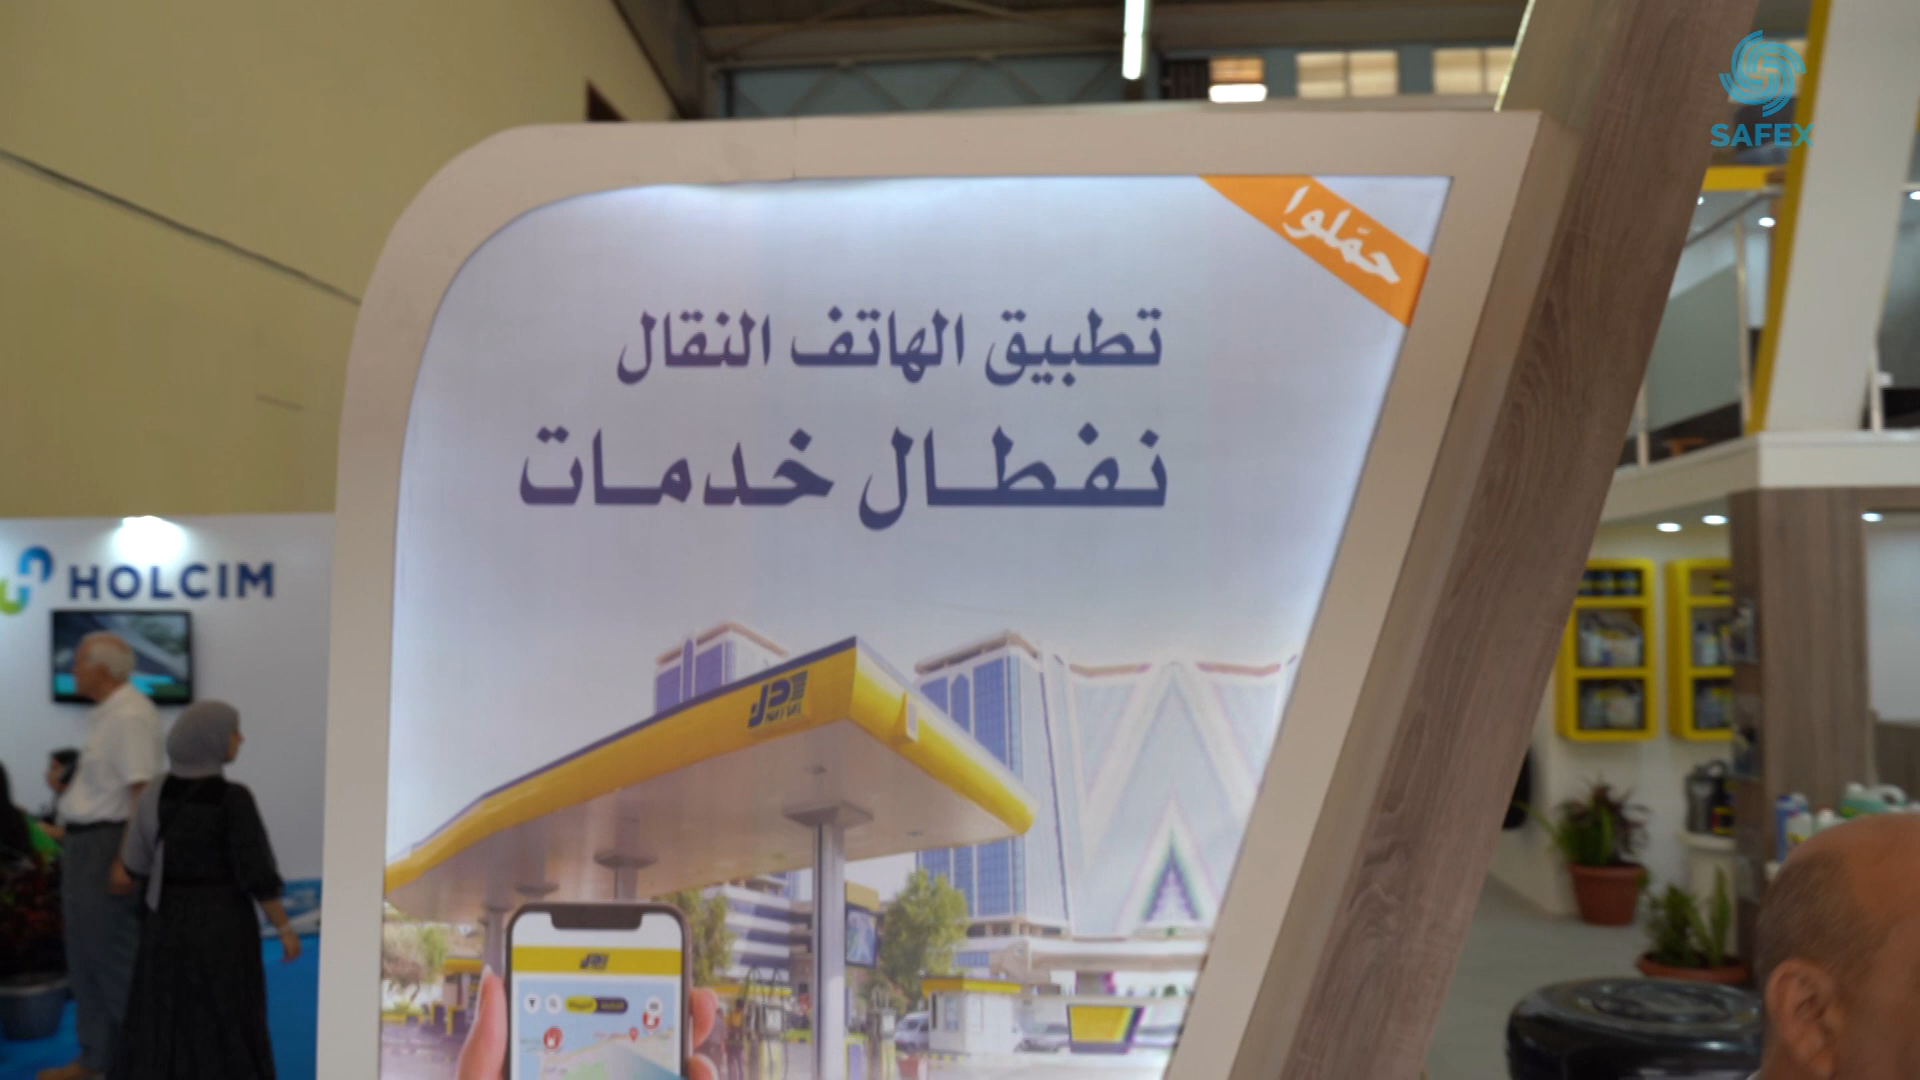 SAFEX
حمّلوا
تطبيق الهاتف النقال
نفطال خدمات
HOLCIM